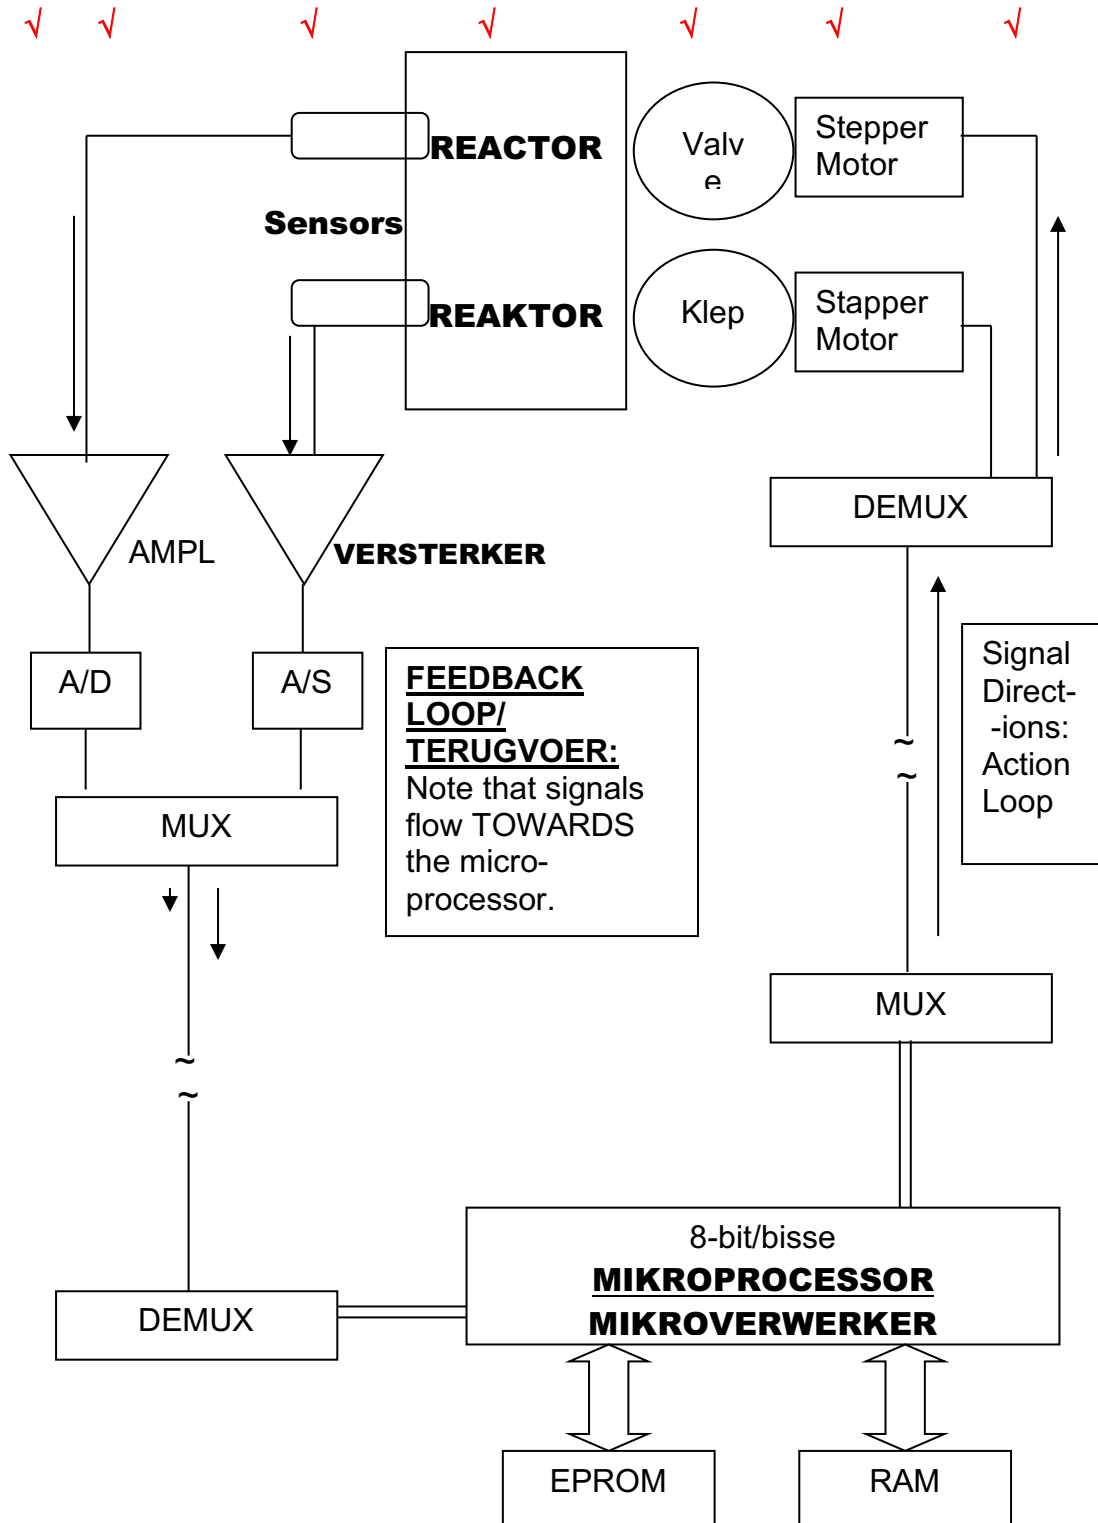 √ √ √ √ √ √ √
REACTOR
Valv
e
Stepper
Motor
Sensors
REAKTOR
Klep
Stapper
Motor
AMPL
VERSTERKER
DEMUX
A/D
A/S
FEEDBACK
LOOP/
TERUGVOER:
Note that signals
flow TOWARDS
the micro-
processor.
Signal
Direct-
-ions:
Action
Loop
~
~
MUX
MUX
~
~
8-bit/bisse
MIKROPROCESSOR
MIKROVERWERKER
DEMUX
EPROM
RAM